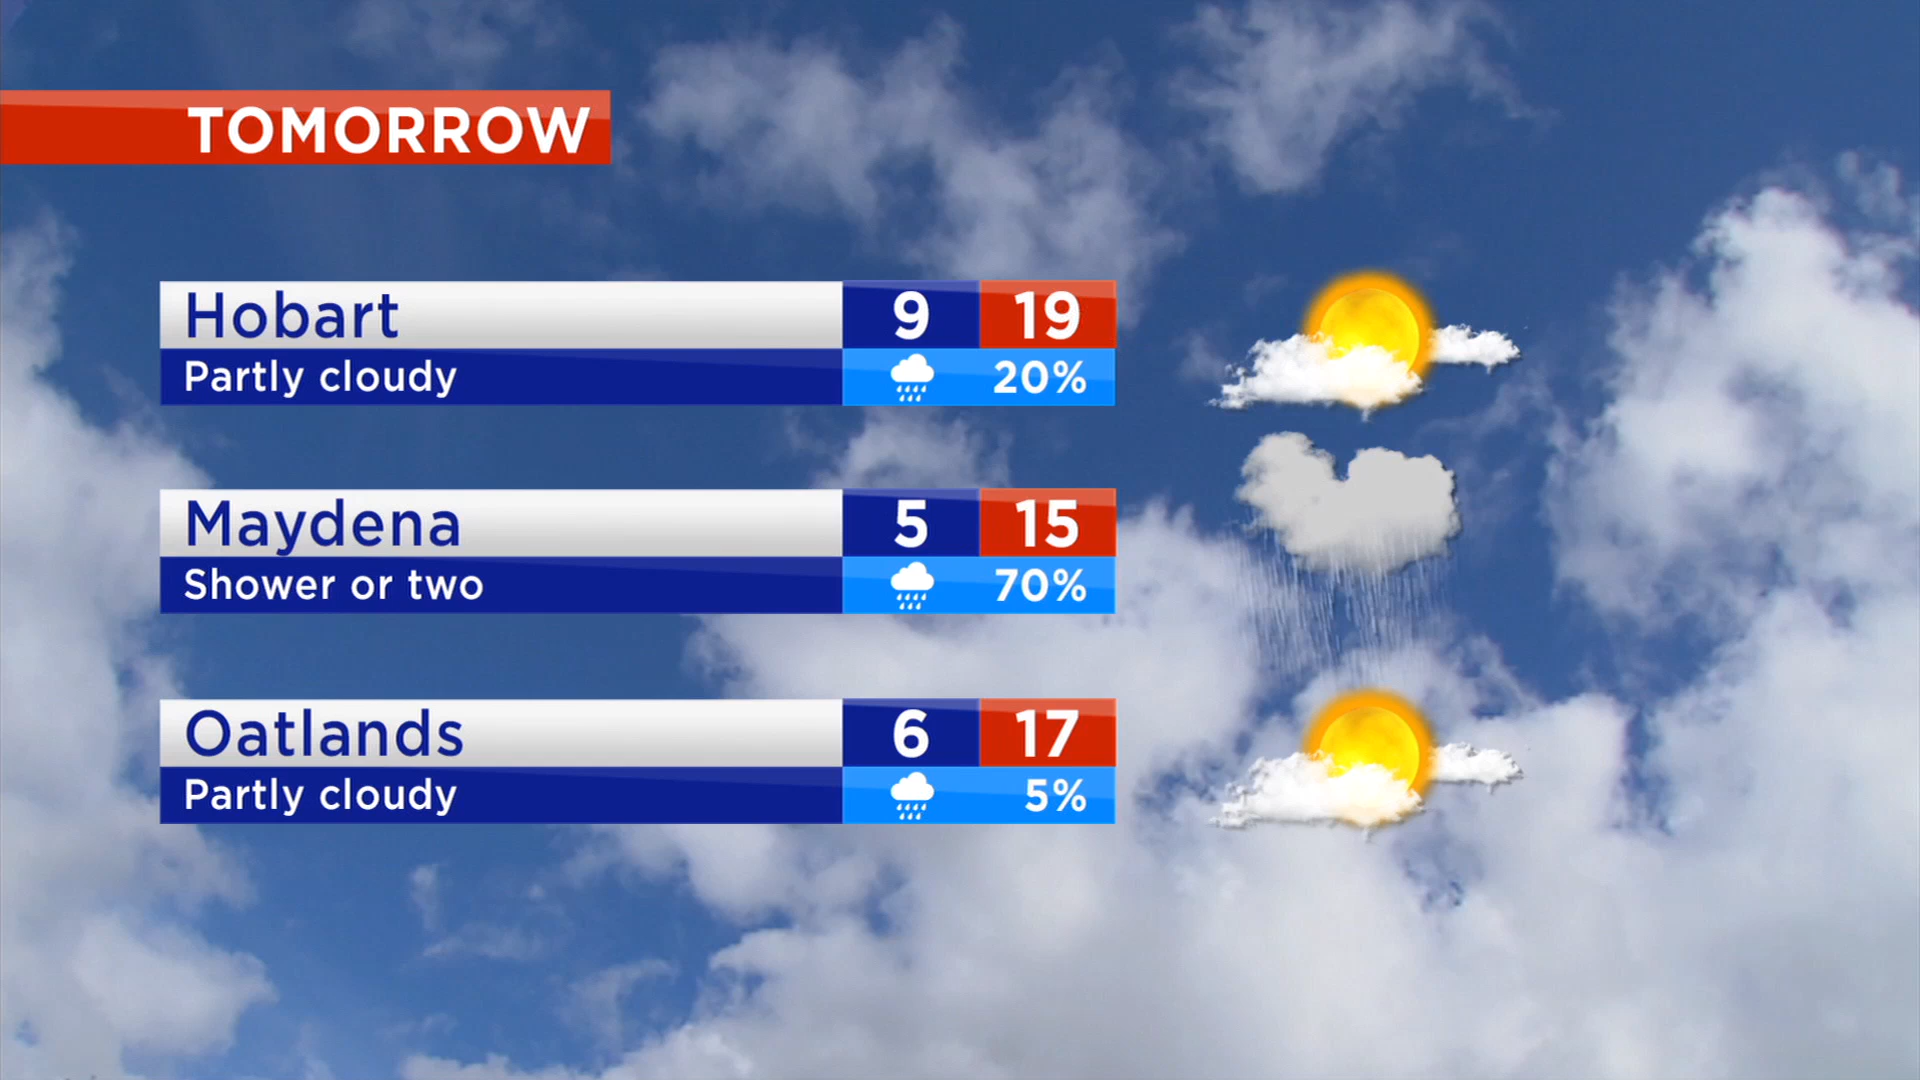 TOMORROW
Hobart 9 19
Partly cloudy 20%
Maydena 5 15
Shower or two 70%
Oatlands 6 17
Partly cloudy 5%